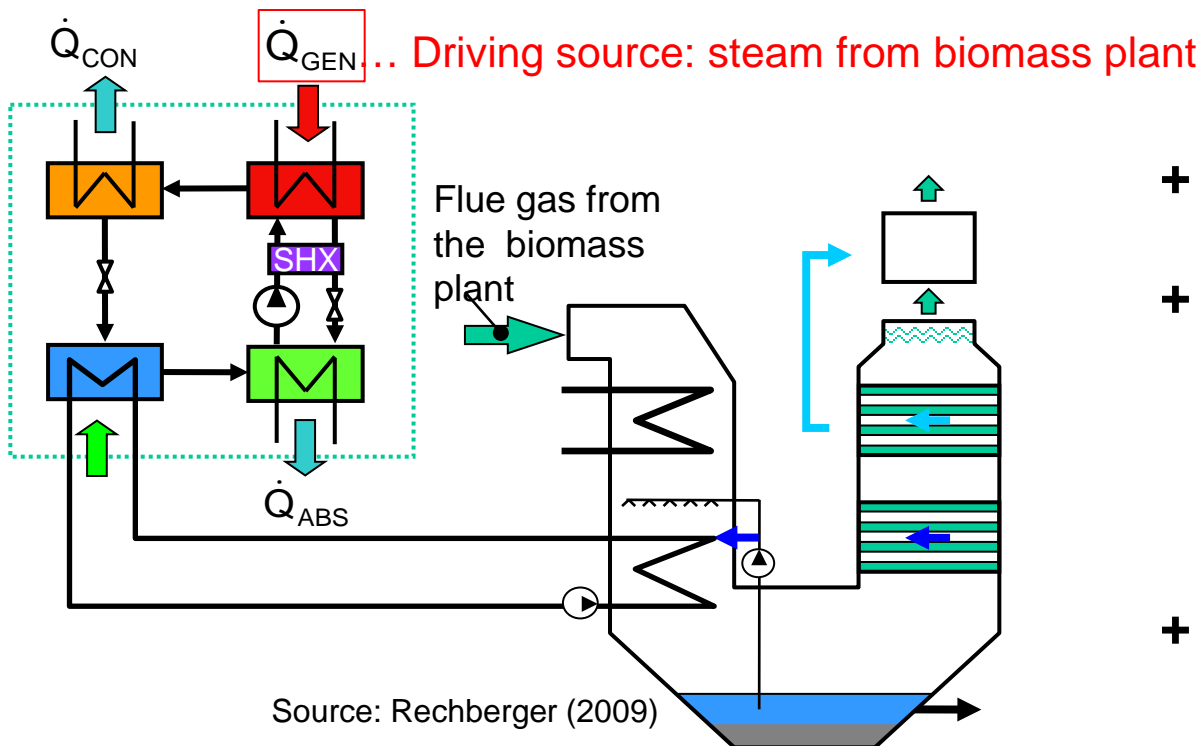 Q̇CON
Q̇GEN... Driving source: steam from biomass plant
+
SHX
Flue gas from
the biomass
plant
+
Q̇ABS
+
Source: Rechberger (2009)